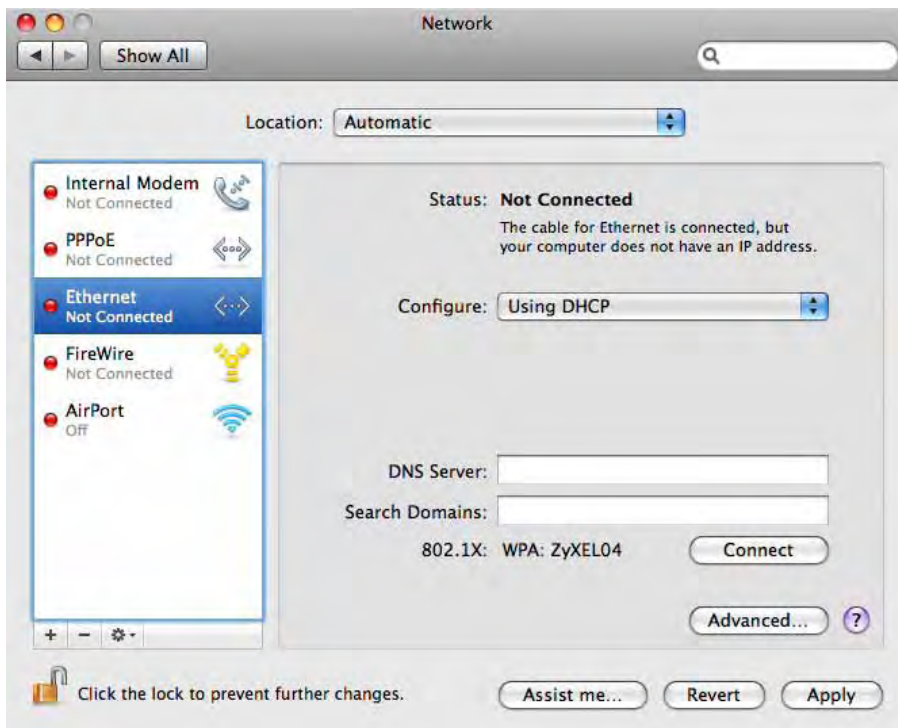 Network
Show All
Location: Automatic
Internal Modem
Not Connected
PPPoE
Not Connected
Ethernet
Not Connected
FireWire
Not Connected
AirPort
Off
Status: Not Connected
The cable for Ethernet is connected, but
your computer does not have an IP address.
Configure: Using DHCP
DNS Server:
Search Domains:
802.1X: WPA: ZyXEL04 Connect
Advanced... ?
+ −
Click the lock to prevent further changes.
Assist me... Revert Apply